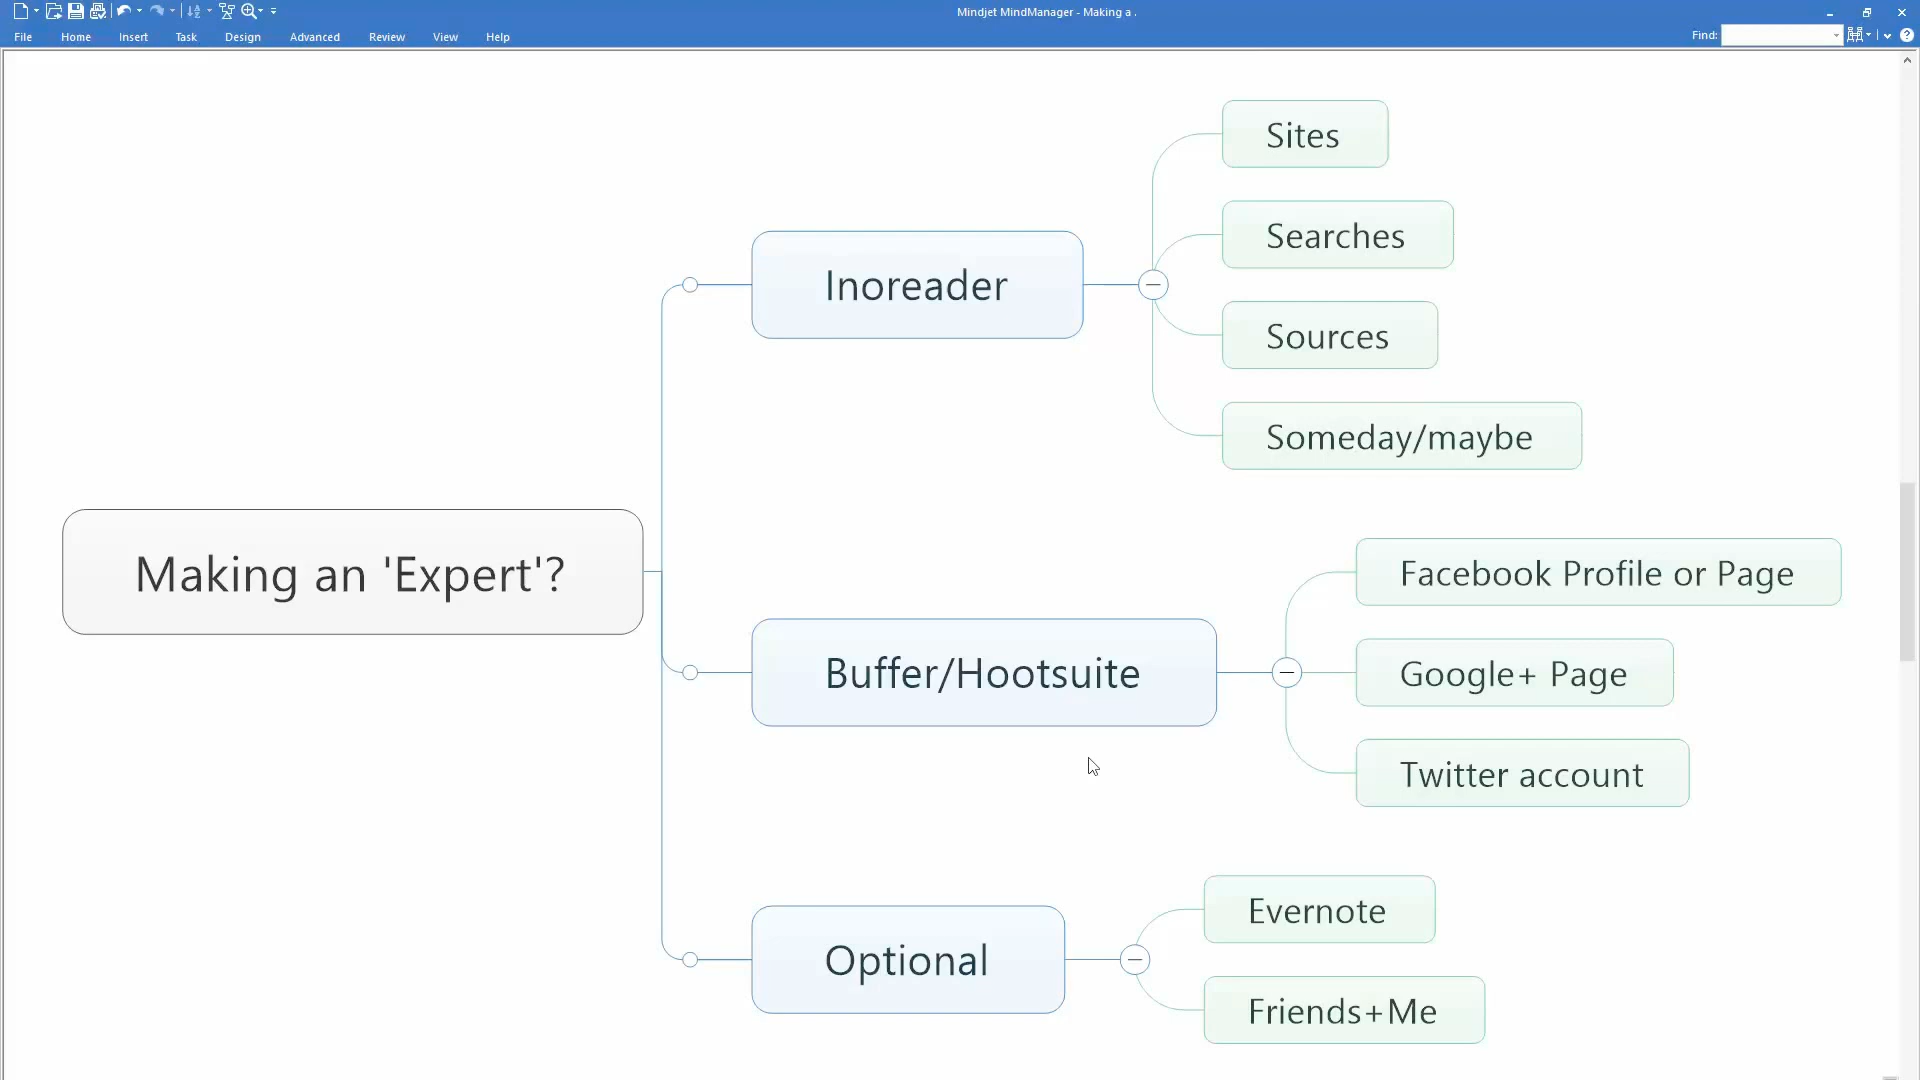 Mindjet MindManager - Making a .
File Home Insert Task Design Advanced Review View Help
Find:
Making an 'Expert'?
Inoreader
Sites
Searches
Sources
Someday/maybe
Buffer/Hootsuite
Facebook Profile or Page
Google+ Page
Twitter account
Optional
Evernote
Friends+Me